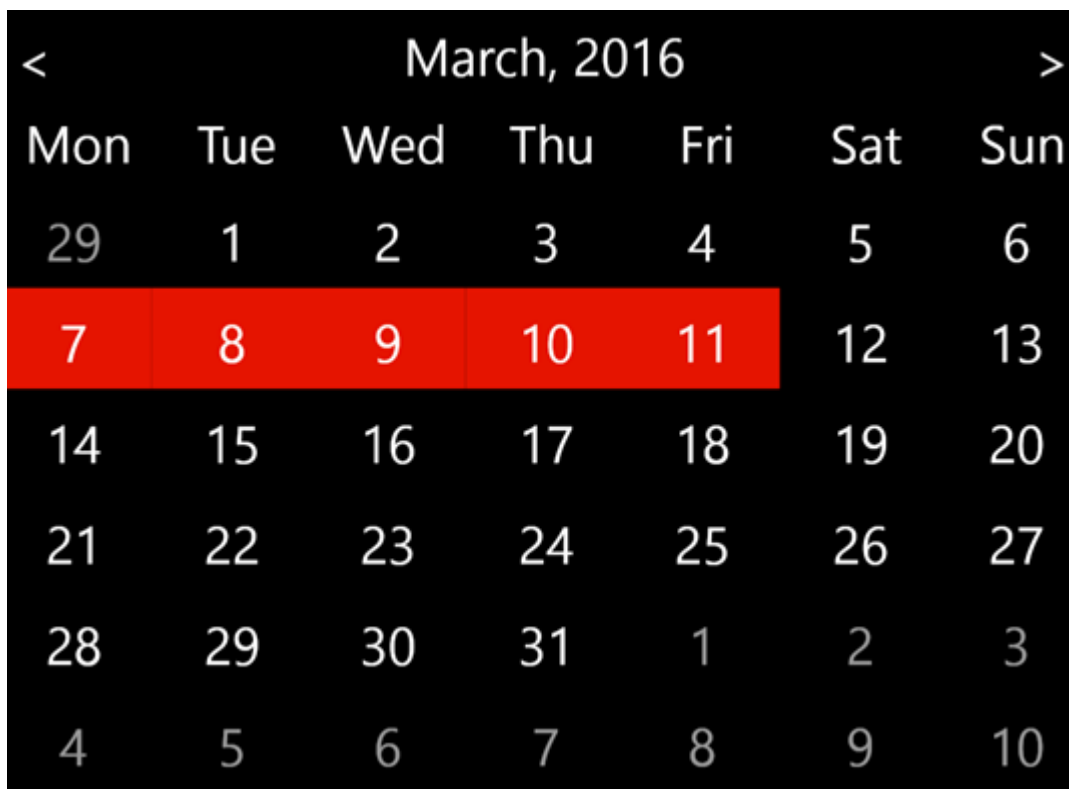 < March, 2016 >
Mon Tue Wed Thu Fri Sat Sun
29 1 2 3 4 5 6
7 8 9 10 11 12 13
14 15 16 17 18 19 20
21 22 23 24 25 26 27
28 29 30 31 1 2 3
4 5 6 7 8 9 10